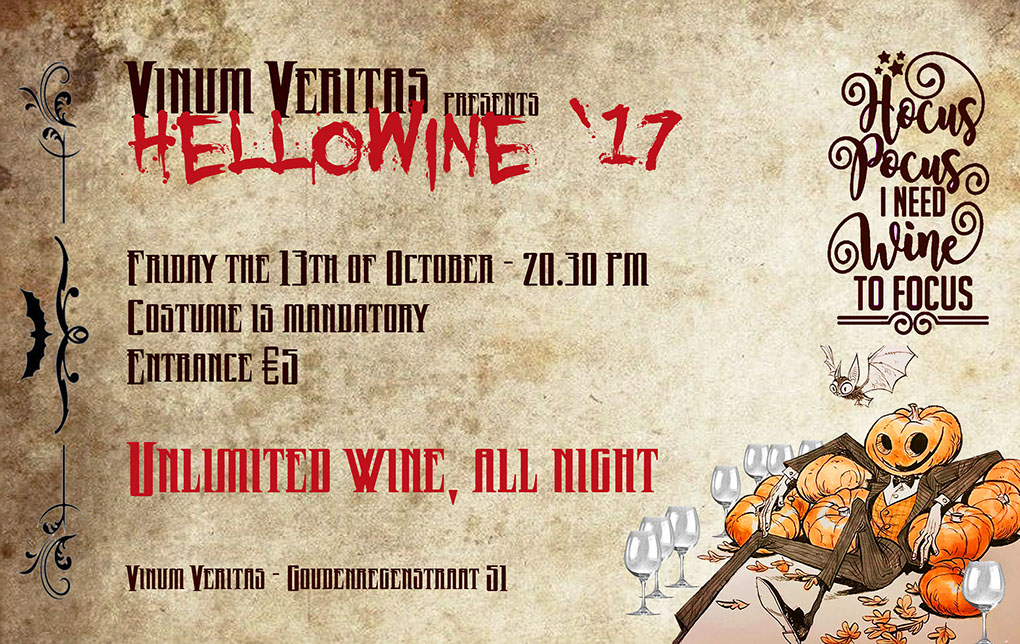 Vinum Veritas presents
HELLOWINE '17
Friday the 13th of October - 20.30 PM
Costume is mandatory
Entrance €5
Unlimited wine, all night
Vinum Veritas - Goudenregenstraat 51
Hocus
Pocus
I NEED
Wine
TO FOCUS